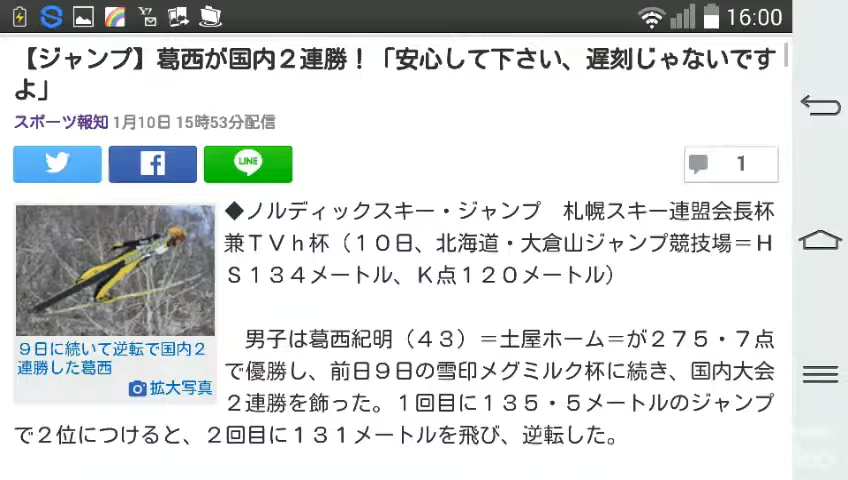 16:00
【ジャンプ】葛西が国内２連勝！「安心して下さい、遅刻じゃないです
よ」
スポーツ報知 1月10日 15時53分配信
LINE
1
◆ノルディックスキー・ジャンプ　札幌スキー連盟会長杯
兼ＴＶｈ杯（１０日、北海道・大倉山ジャンプ競技場＝Ｈ
Ｓ１３４メートル、Ｋ点１２０メートル）
男子は葛西紀明（４３）＝土屋ホーム＝が２７５・７点
で優勝し、前日９日の雪印メグミルク杯に続き、国内大会
２連勝を飾った。１回目に１３５・５メートルのジャンプ
で２位につけると、２回目に１３１メートルを飛び、逆転した。
９日に続いて逆転で国内２
連勝した葛西
拡大写真